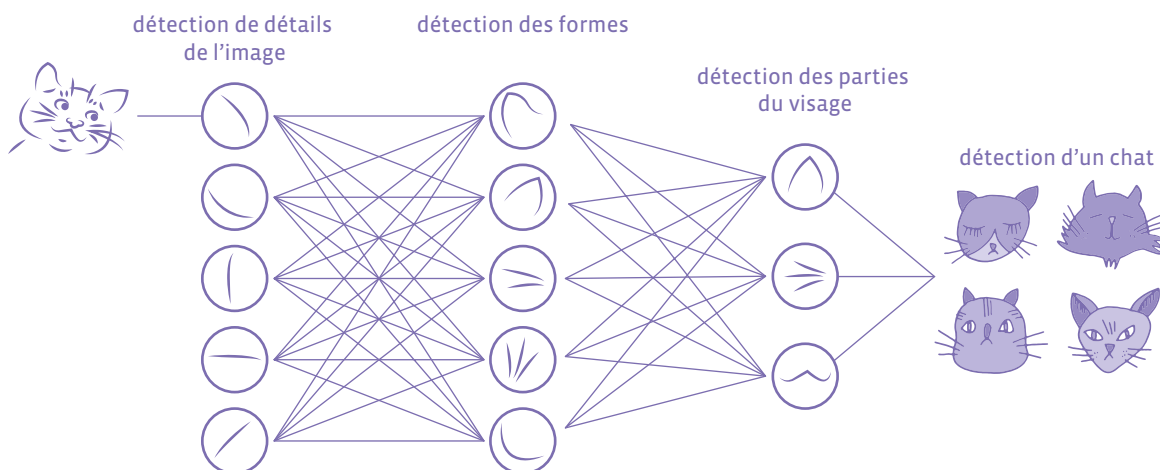 détection de détails
de l’image
détection des formes
détection des parties
du visage
détection d’un chat